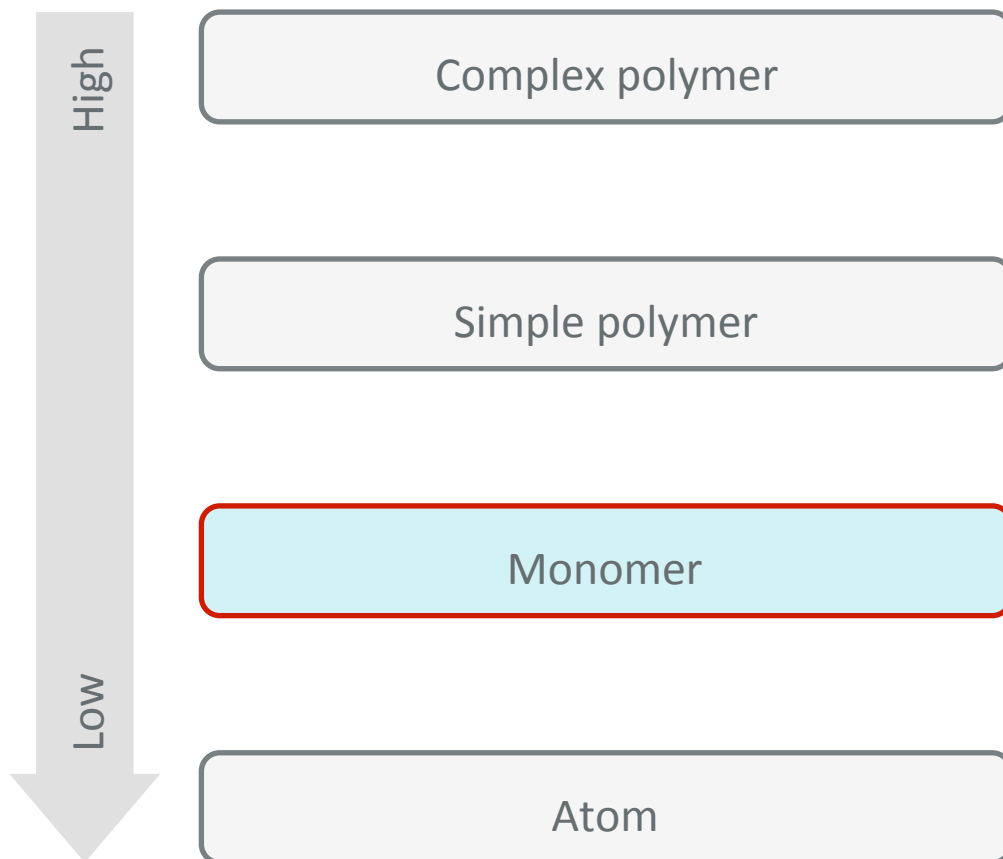 High
Complex polymer
Simple polymer
Monomer
Low
Atom